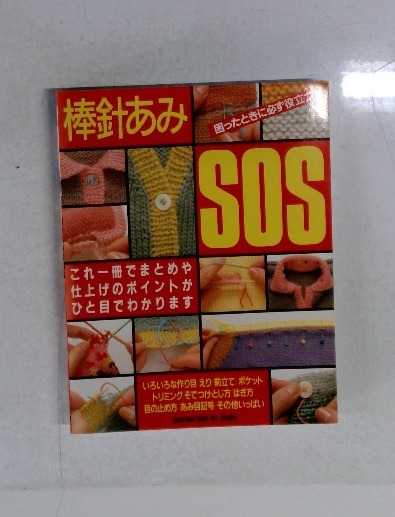 棒針あみ
困ったときに必ず役立つ
SOS
これ一冊でまとめや
仕上げのポイントが
ひと目でわかります
いろいろな作り目 えり 前立て ポケット
トリミング そでつけ とじ方 はぎ方
目の止め方 あみ目記号 その他いっぱい